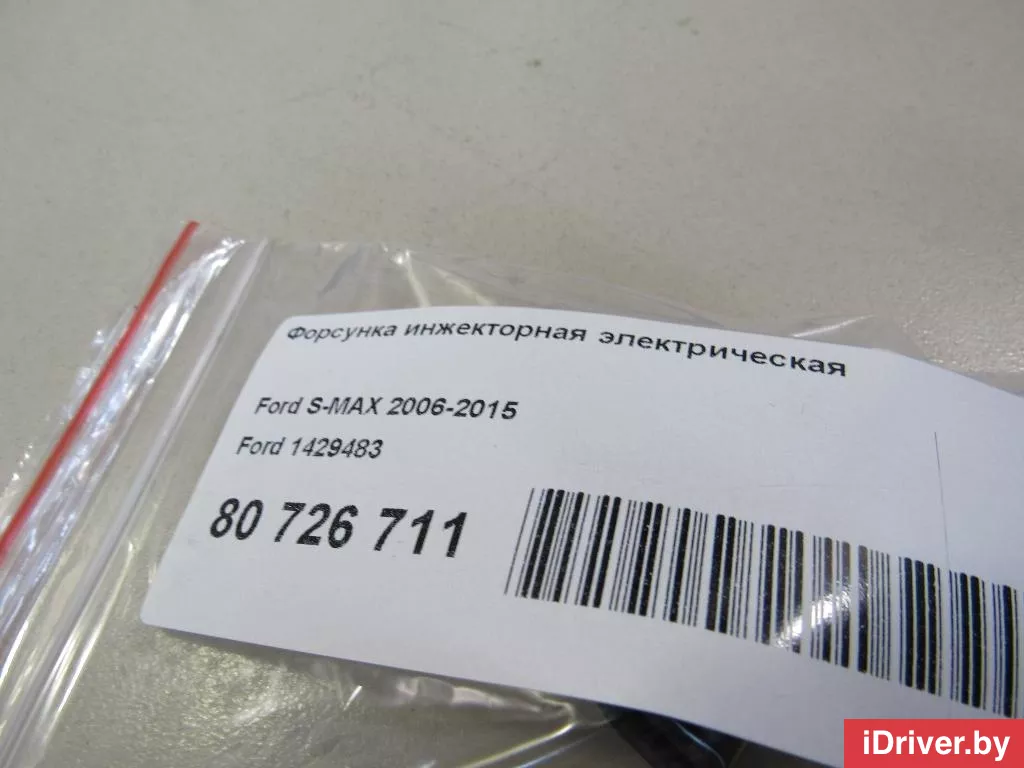 Форсунка инжекторная электрическая
Ford S-MAX 2006-2015
Ford 1429483
80 726 711
iDriver.by